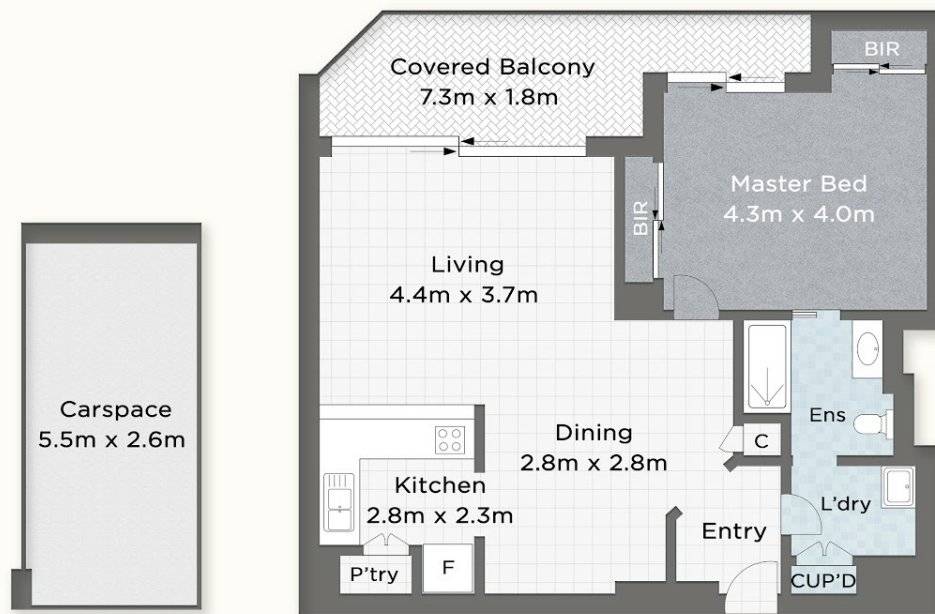 Covered Balcony
7.3m x 1.8m
BIR
BIR
Master Bed
4.3m x 4.0m
Living
4.4m x 3.7m
Carspace
5.5m x 2.6m
Dining
2.8m x 2.8m
C
Ens
Kitchen
2.8m x 2.3m
L'dry
Entry
P'try
F
CUP'D